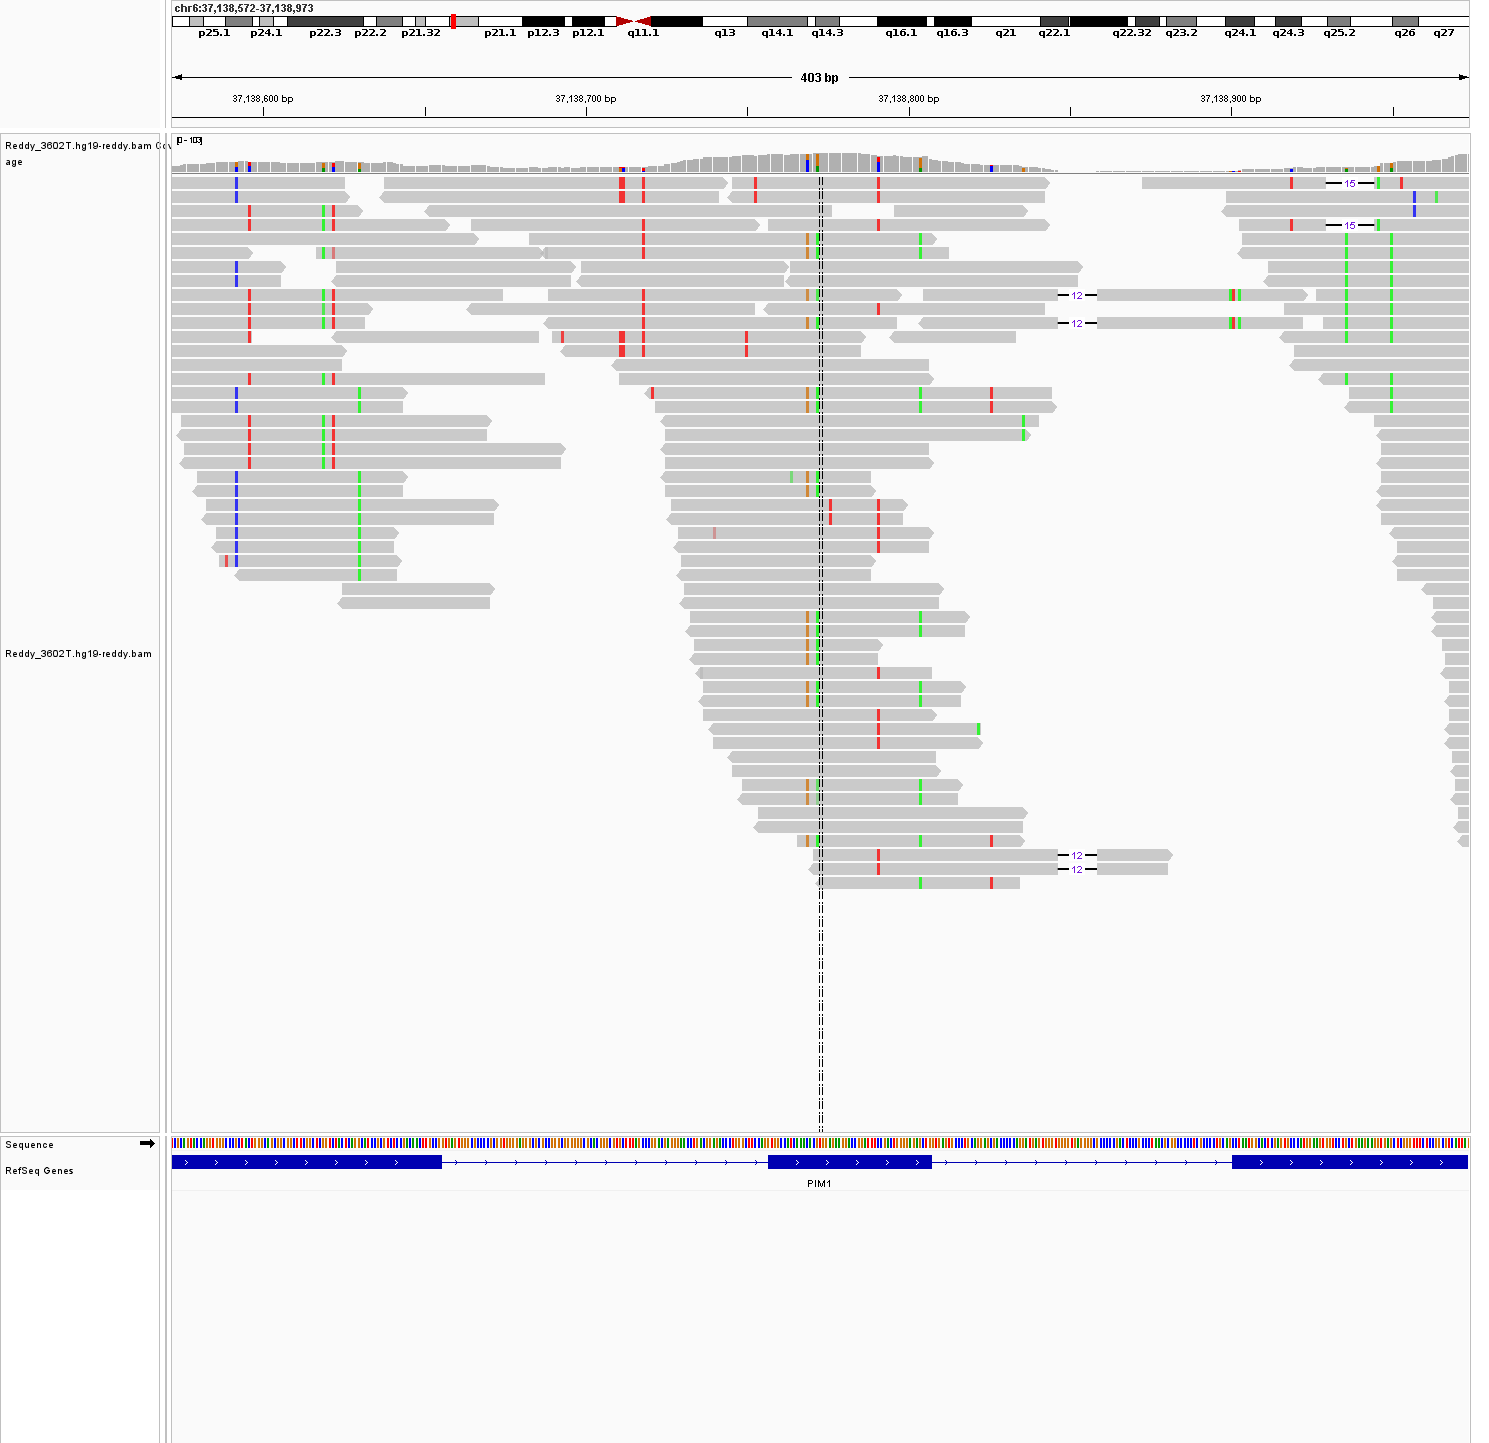 chr6:37,138,572-37,138,973
p25.1 p24.1 p22.3 p22.2 p21.32 p21.1 p12.3 p12.1 q11.1 q13 q14.1 q14.3 q16.1 q16.3 q21 q22.1 q22.32 q23.2 q24.1 q24.3 q25.2 q26 q27
403 bp
37,138,600 bp 37,138,700 bp 37,138,800 bp 37,138,900 bp
Reddy_3602T.hg19-reddy.bam Cov
age
[0 - 103]
15
15
12
12
Reddy_3602T.hg19-reddy.bam
12
12
Sequence
RefSeq Genes
PIM1